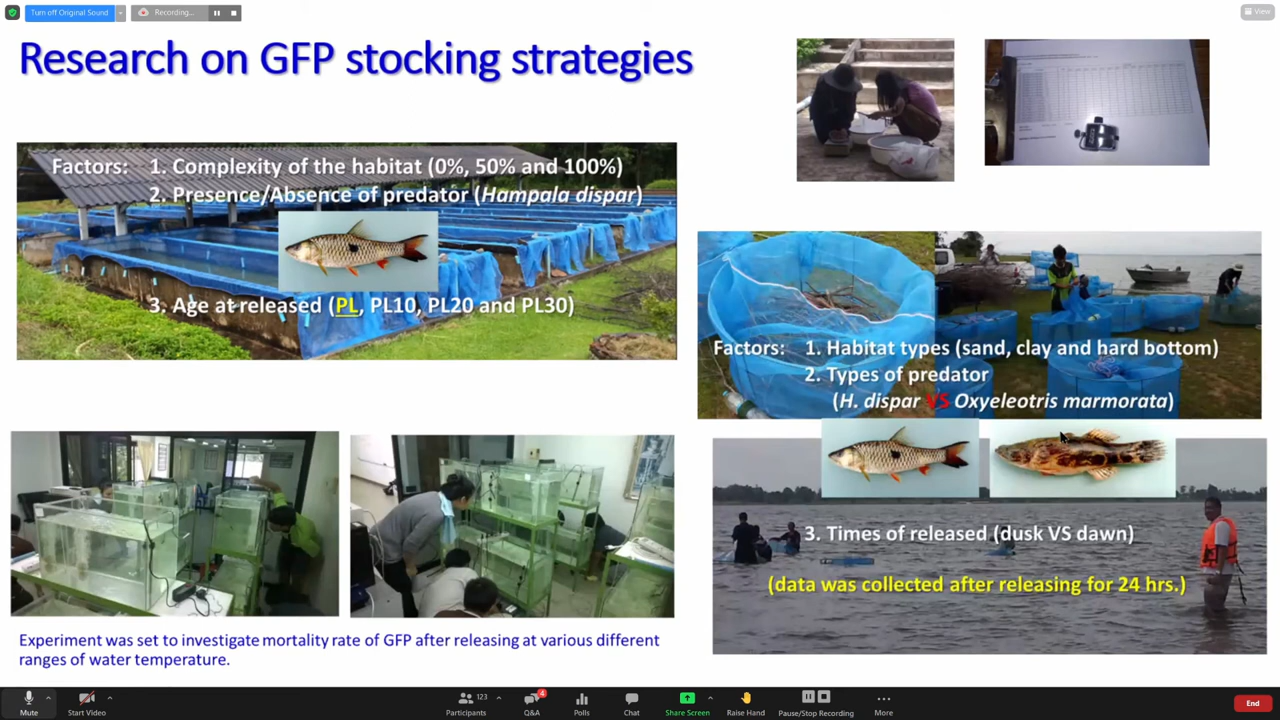 Turn off Original Sound
Recording...
View
Research on GFP stocking strategies
Factors: 1. Complexity of the habitat (0%, 50% and 100%)
2. Presence/Absence of predator (Hampala dispar)
3. Age at released (PL, PL10, PL20 and PL30)
Factors: 1. Habitat types (sand, clay and hard bottom)
2. Types of predator
(H. dispar VS Oxyeleotris marmorata)
3. Times of released (dusk VS dawn)
(data was collected after releasing for 24 hrs.)
Experiment was set to investigate mortality rate of GFP after releasing at various different
ranges of water temperature.
Mute
Start Video
Participants
123
Q&A
4
Polls
Chat
Share Screen
Raise Hand
Pause/Stop Recording
More
End